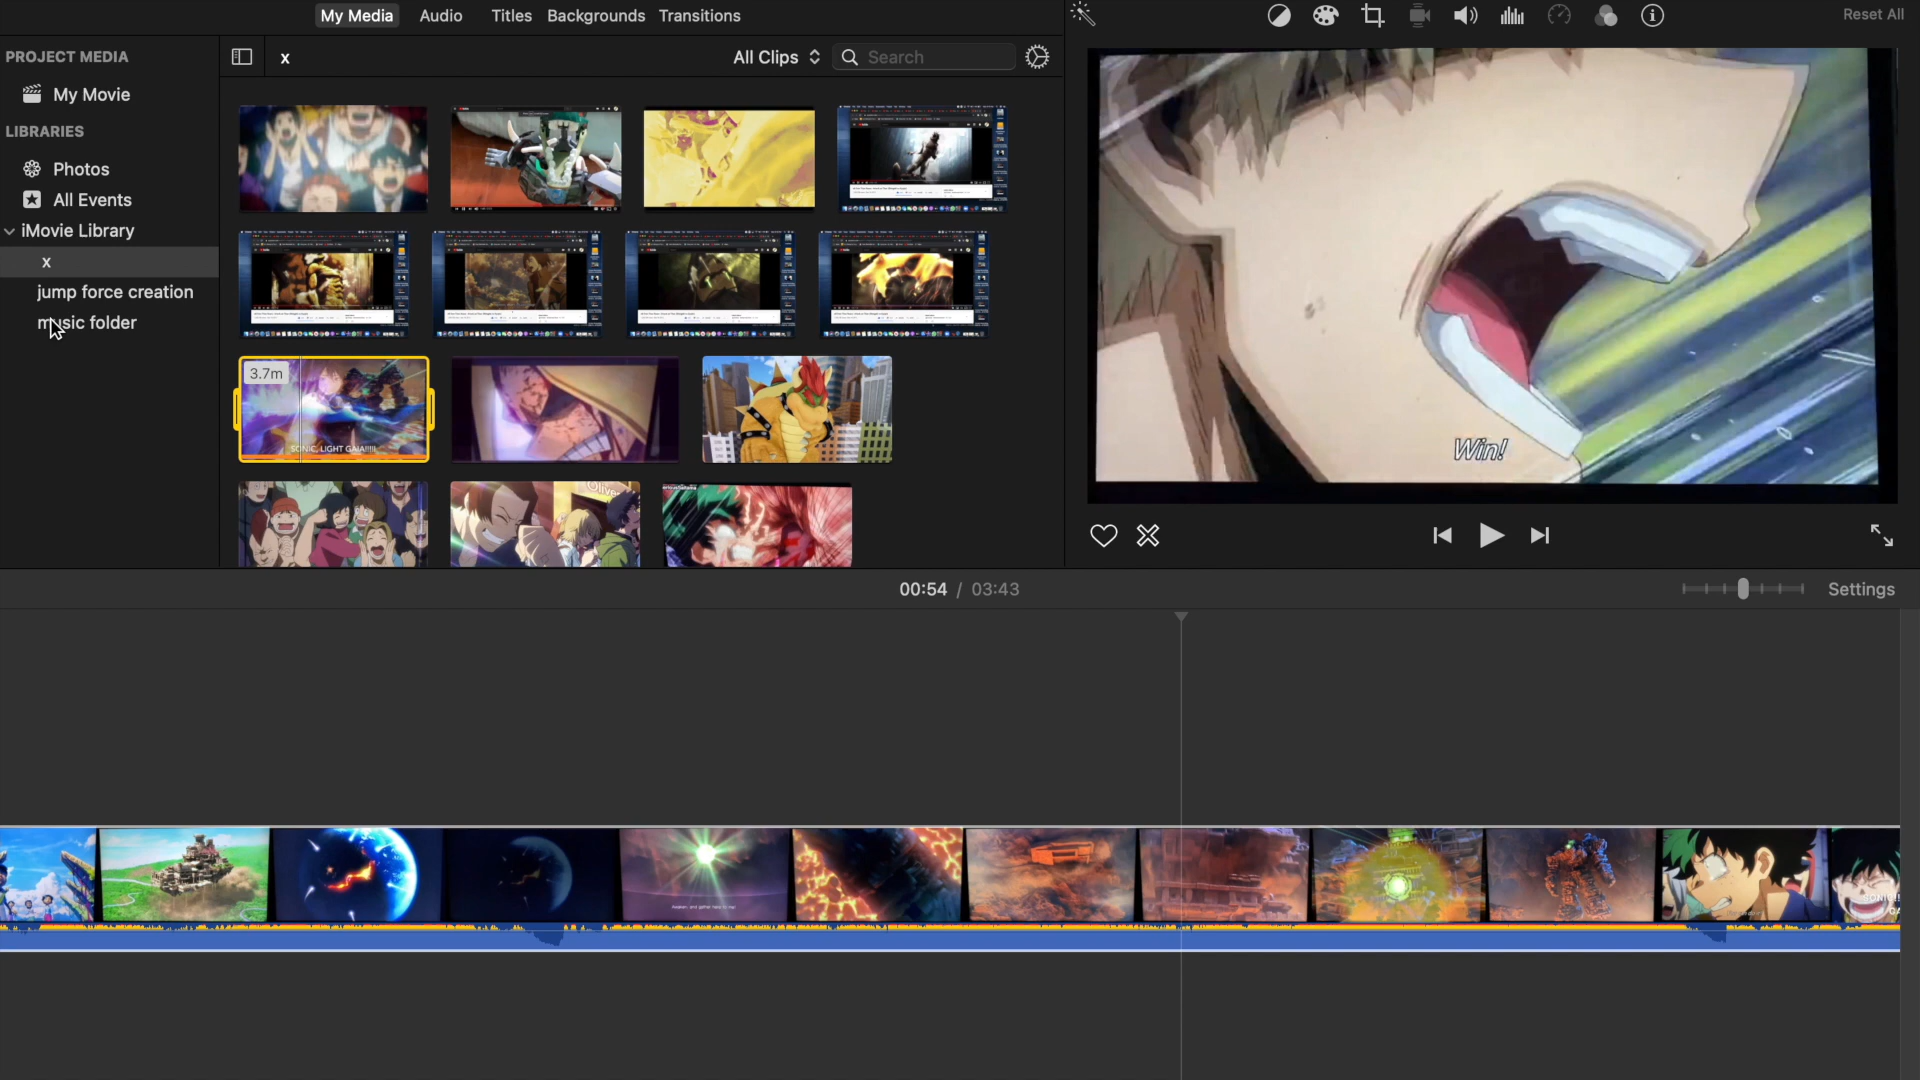 My Media Audio Titles Backgrounds Transitions
Reset All
PROJECT MEDIA
x
All Clips
Search
My Movie
LIBRARIES
Photos
All Events
iMovie Library
x
jump force creation
music folder
3.7m
SONIC, LIGHT GAIA!!!!!
Win!
00:54 / 03:43
Settings